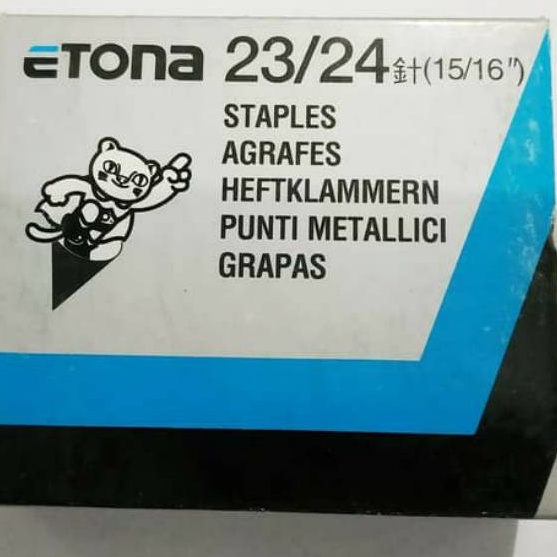 ETONA 23/24針(15/16")
STAPLES
AGRAFES
HEFTKLAMMERN
PUNTI METALLICI
GRAPAS